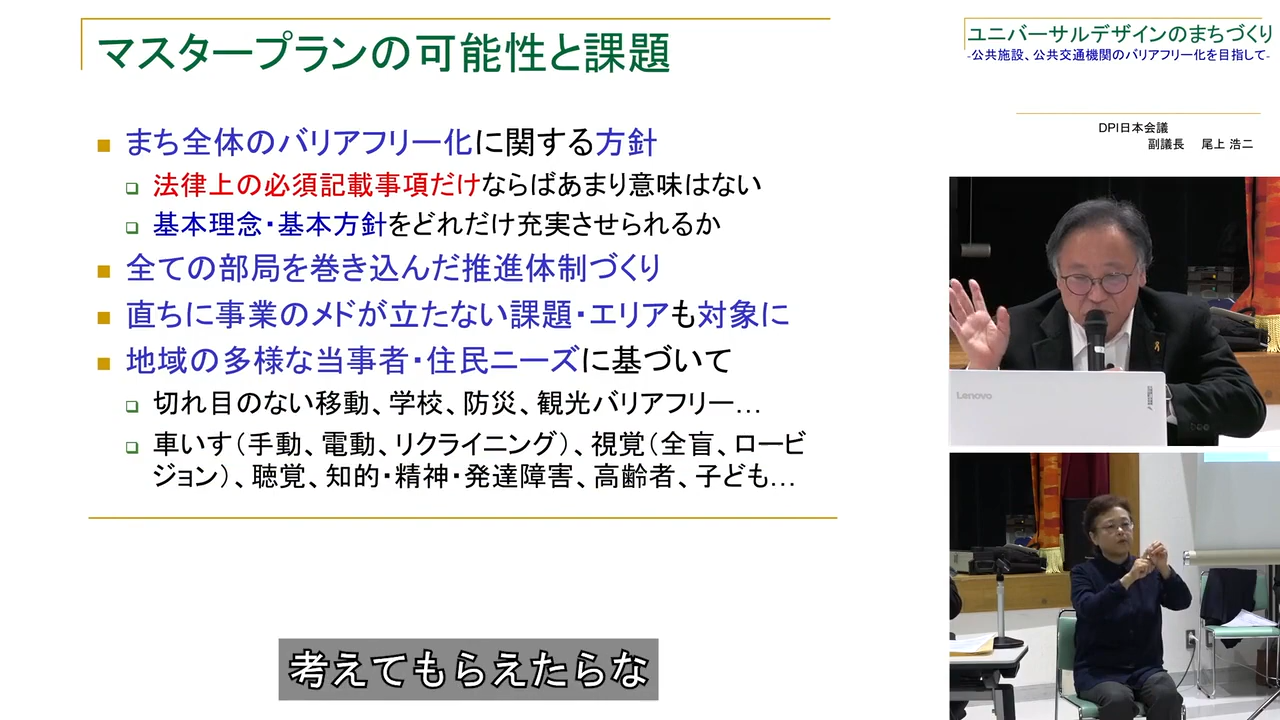 マスタープランの可能性と課題
まち全体のバリアフリー化に関する方針
法律上の必須記載事項だけならばあまり意味はない
基本理念・基本方針をどれだけ充実させられるか
全ての部局を巻き込んだ推進体制づくり
直ちに事業のメドが立たない課題・エリアも対象に
地域の多様な当事者・住民ニーズに基づいて
切れ目のない移動、学校、防災、観光バリアフリー…
車いす（手動、電動、リクライニング）、視覚（全盲、ロービ
ジョン）、聴覚、知的・精神・発達障害、高齢者、子ども…
考えてもらえたらな
ユニバーサルデザインのまちづくり
-公共施設、公共交通機関のバリアフリー化を目指して-
DPI日本会議
副議長 尾上 浩二
Lenovo